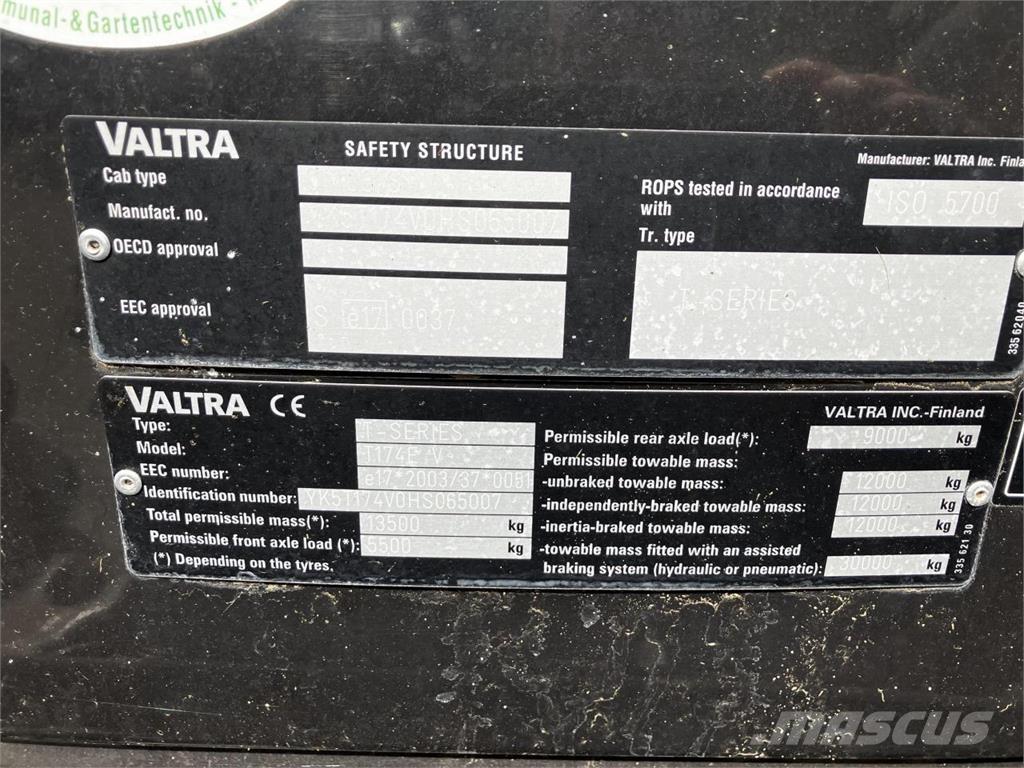 munal-& Gartentechnik -
VALTRA SAFETY STRUCTURE Manufacturer: VALTRA Inc. Finla
Cab type
Manufact. no. YK5T174V0HS065007
OECD approval
EEC approval S e17 0037
ROPS tested in accordance with ISO 5700
Tr. type T-SERIES
335 62040
VALTRA CE VALTRA INC.-Finland
Type: T-SERIES
Model: T174E V
EEC number: e17*2003/37*0051
Identification number: YK5T174V0HS065007
Total permissible mass(*): 13500 kg
Permissible front axle load (*): 5500 kg
(*) Depending on the tyres.
Permissible rear axle load(*): 9000 kg
Permissible towable mass:
-unbraked towable mass: 12000 kg
-independently-braked towable mass: 12000 kg
-inertia-braked towable mass: 12000 kg
-towable mass fitted with an assisted
braking system (hydraulic or pneumatic): 30000 kg
335 621 30
MASCUS